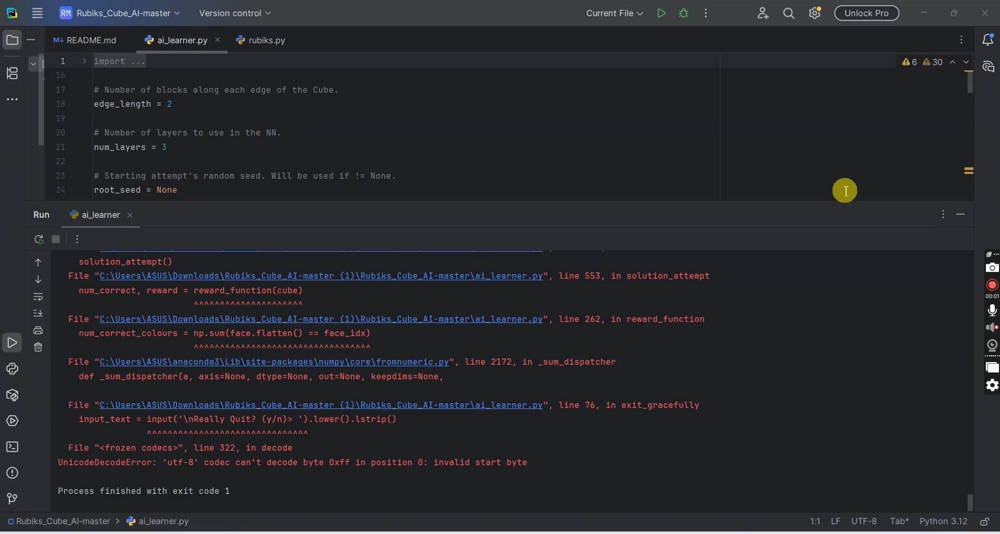 PC
RM Rubiks_Cube_AI-master
Version control
Current File
Unlock Pro
M↓ README.md
ai_learner.py
rubiks.py
1 import ...
6 30
16
17 # Number of blocks along each edge of the Cube.
18 edge_length = 2
19
20 # Number of layers to use in the NN.
21 num_layers = 3
22
23 # Starting attempt's random seed. Will be used if != None.
24 root_seed = None
Run
ai_learner
solution_attempt()
File "C:\Users\ASUS\Downloads\Rubiks_Cube_AI-master (1)\Rubiks_Cube_AI-master\ai_learner.py", line 553, in solution_attempt
num_correct, reward = reward_function(cube)
^^^^^^^^^^^^^^^^^^^^^
File "C:\Users\ASUS\Downloads\Rubiks_Cube_AI-master (1)\Rubiks_Cube_AI-master\ai_learner.py", line 262, in reward_function
num_correct_colours = np.sum(face.flatten() == face_idx)
^^^^^^^^^^^^^^^^^^^^^^^^^^^^^^^^^^
File "C:\Users\ASUS\anaconda3\Lib\site-packages\numpy\core\fromnumeric.py", line 2172, in _sum_dispatcher
def _sum_dispatcher(a, axis=None, dtype=None, out=None, keepdims=None,
File "C:\Users\ASUS\Downloads\Rubiks_Cube_AI-master (1)\Rubiks_Cube_AI-master\ai_learner.py", line 76, in exit_gracefully
input_text = input('\nReally Quit? (y/n)> ').lower().lstrip()
^^^^^^^^^^^^^^^^^^^^^^^^^^^^^^^
File "<frozen codecs>", line 322, in decode
UnicodeDecodeError: 'utf-8' codec can't decode byte 0xff in position 0: invalid start byte
Process finished with exit code 1
00:01
Rubiks_Cube_AI-master > ai_learner.py
1:1 LF UTF-8 Tab* Python 3.12